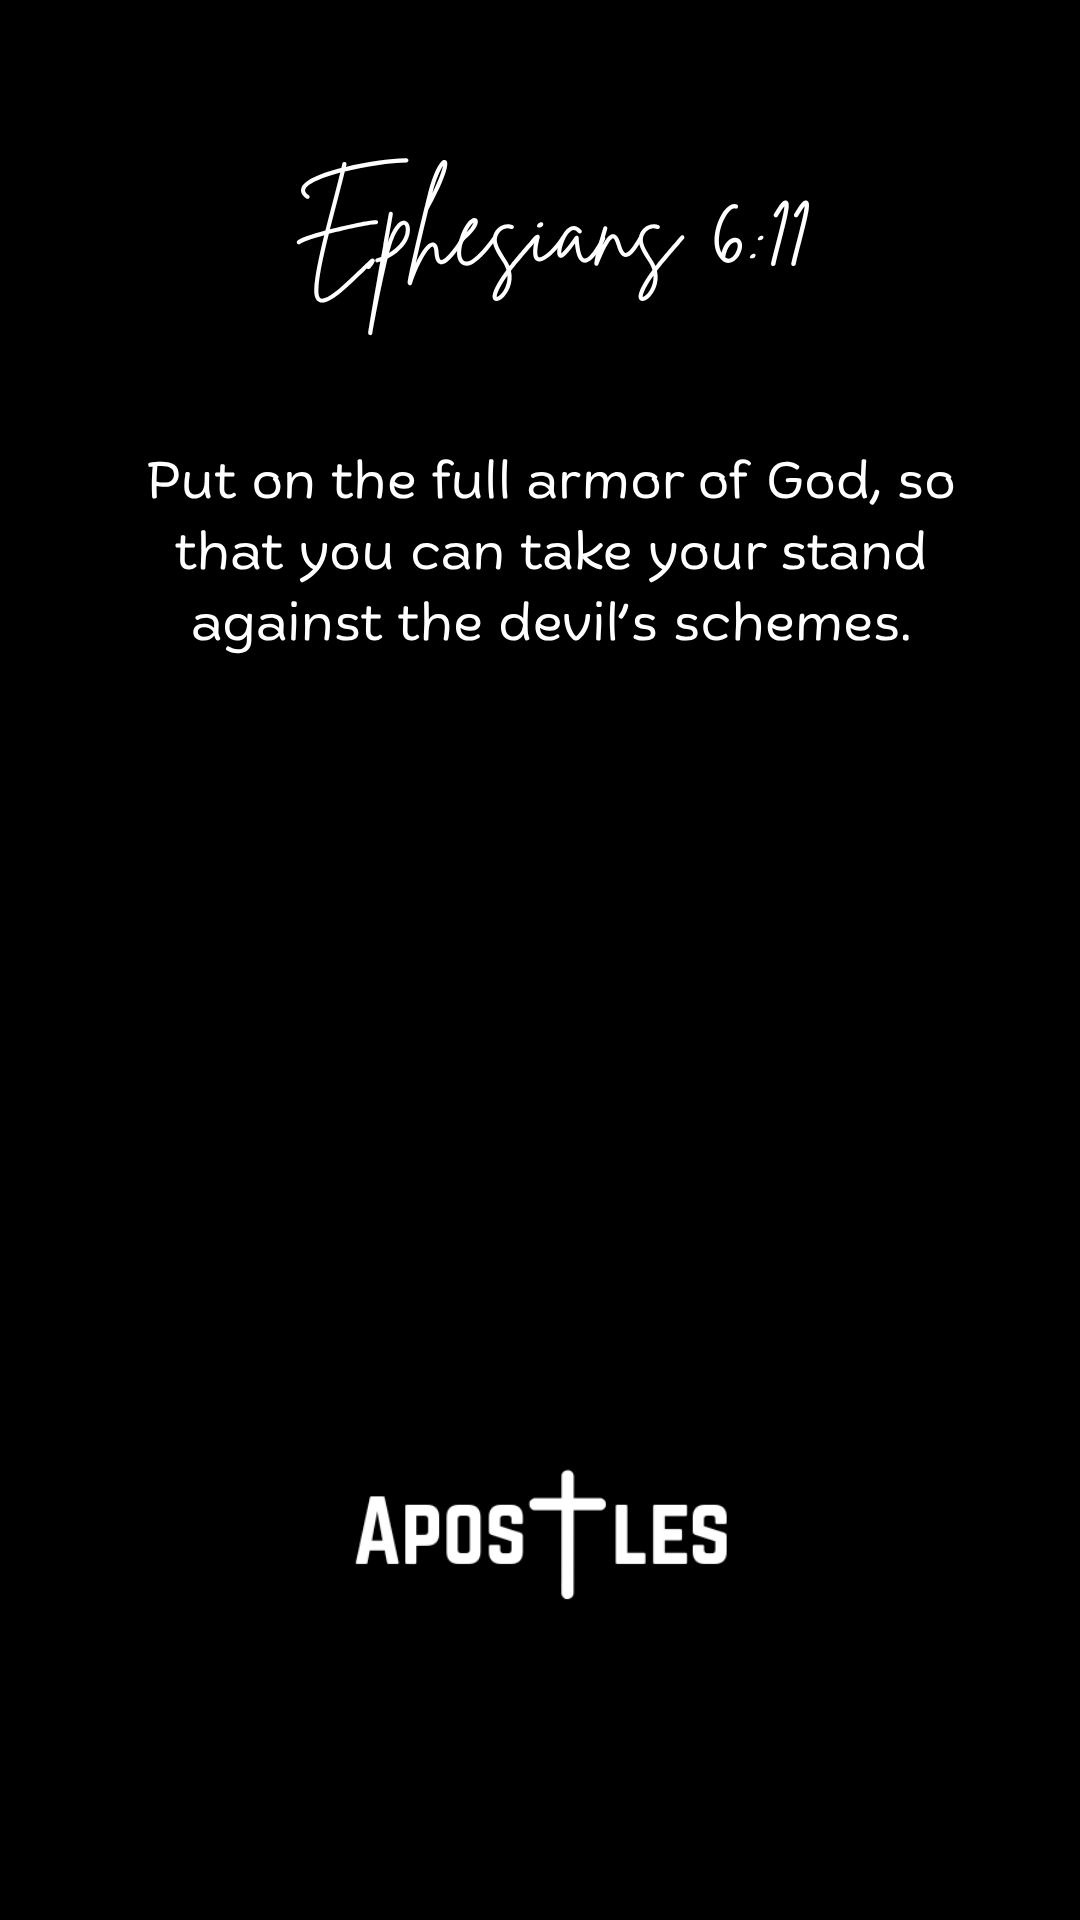 Ephesians 6:11
Put on the full armor of God, so
that you can take your stand
against the devil’s schemes.
Apostles